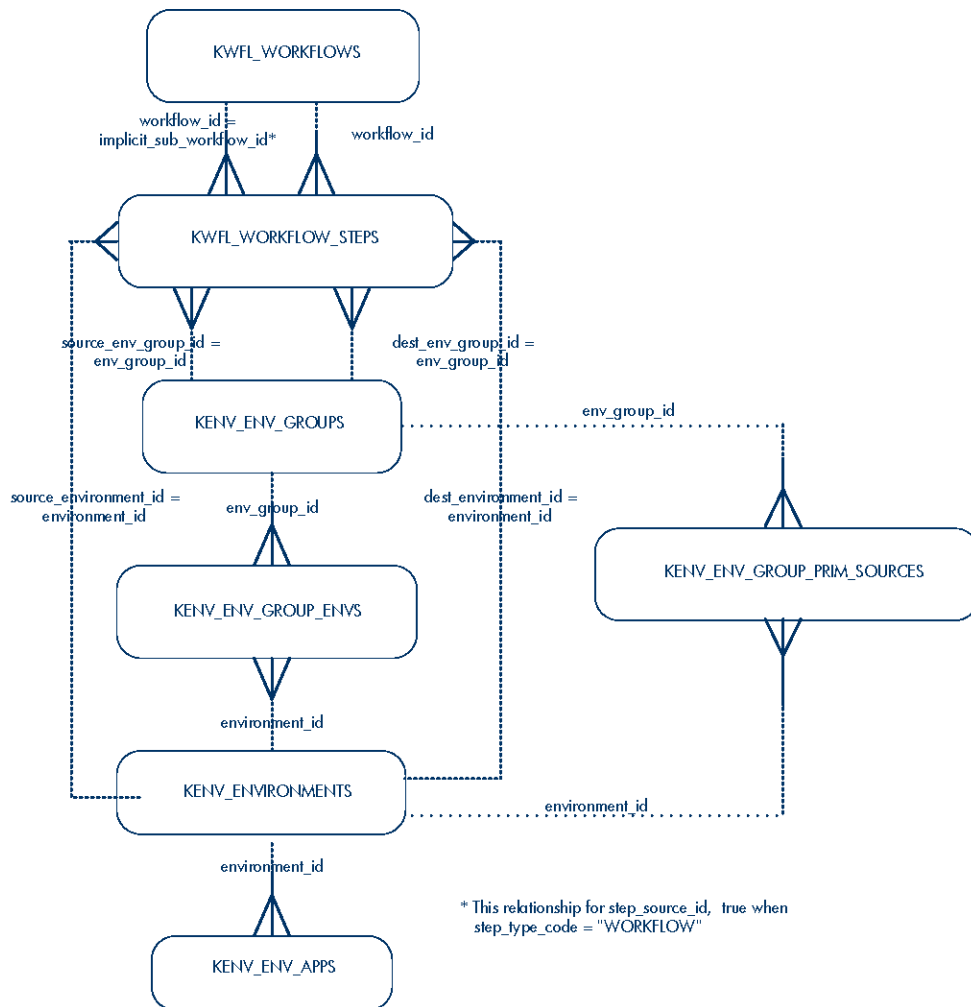 KWFL_WORKFLOWS
workflow_id =
implicit_sub_workflow_id*
workflow_id
KWFL_WORKFLOW_STEPS
source_env_group_id =
env_group_id
dest_env_group_id =
env_group_id
KENV_ENV_GROUPS
env_group_id
source_environment_id =
environment_id
env_group_id
dest_environment_id =
environment_id
KENV_ENV_GROUP_PRIM_SOURCES
KENV_ENV_GROUP_ENVS
environment_id
KENV_ENVIRONMENTS
environment_id
environment_id
* This relationship for step_source_id, true when
step_type_code = "WORKFLOW"
KENV_ENV_APPS